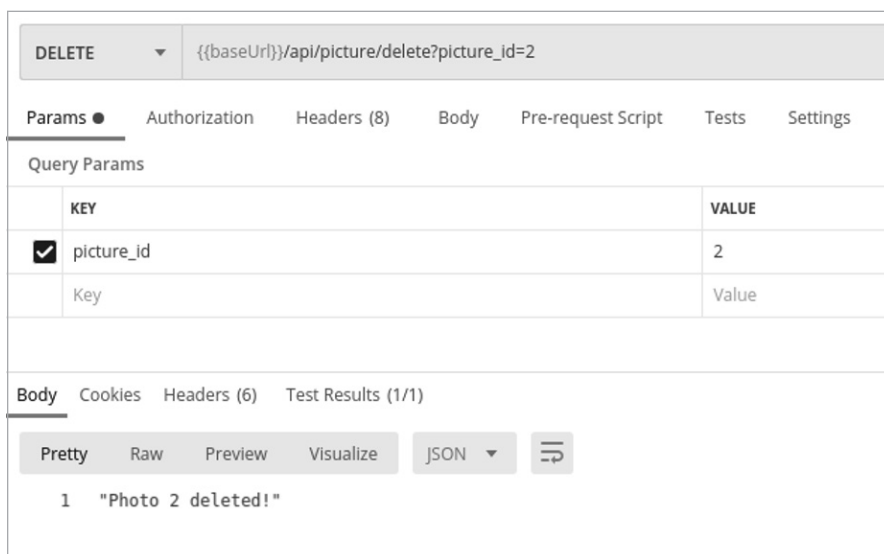 DELETE {{baseUrl}}/api/picture/delete?picture_id=2
Params Authorization Headers (8) Body Pre-request Script Tests Settings
Query Params
KEY VALUE
picture_id 2
Key Value
Body Cookies Headers (6) Test Results (1/1)
Pretty Raw Preview Visualize JSON
1 "Photo 2 deleted!"